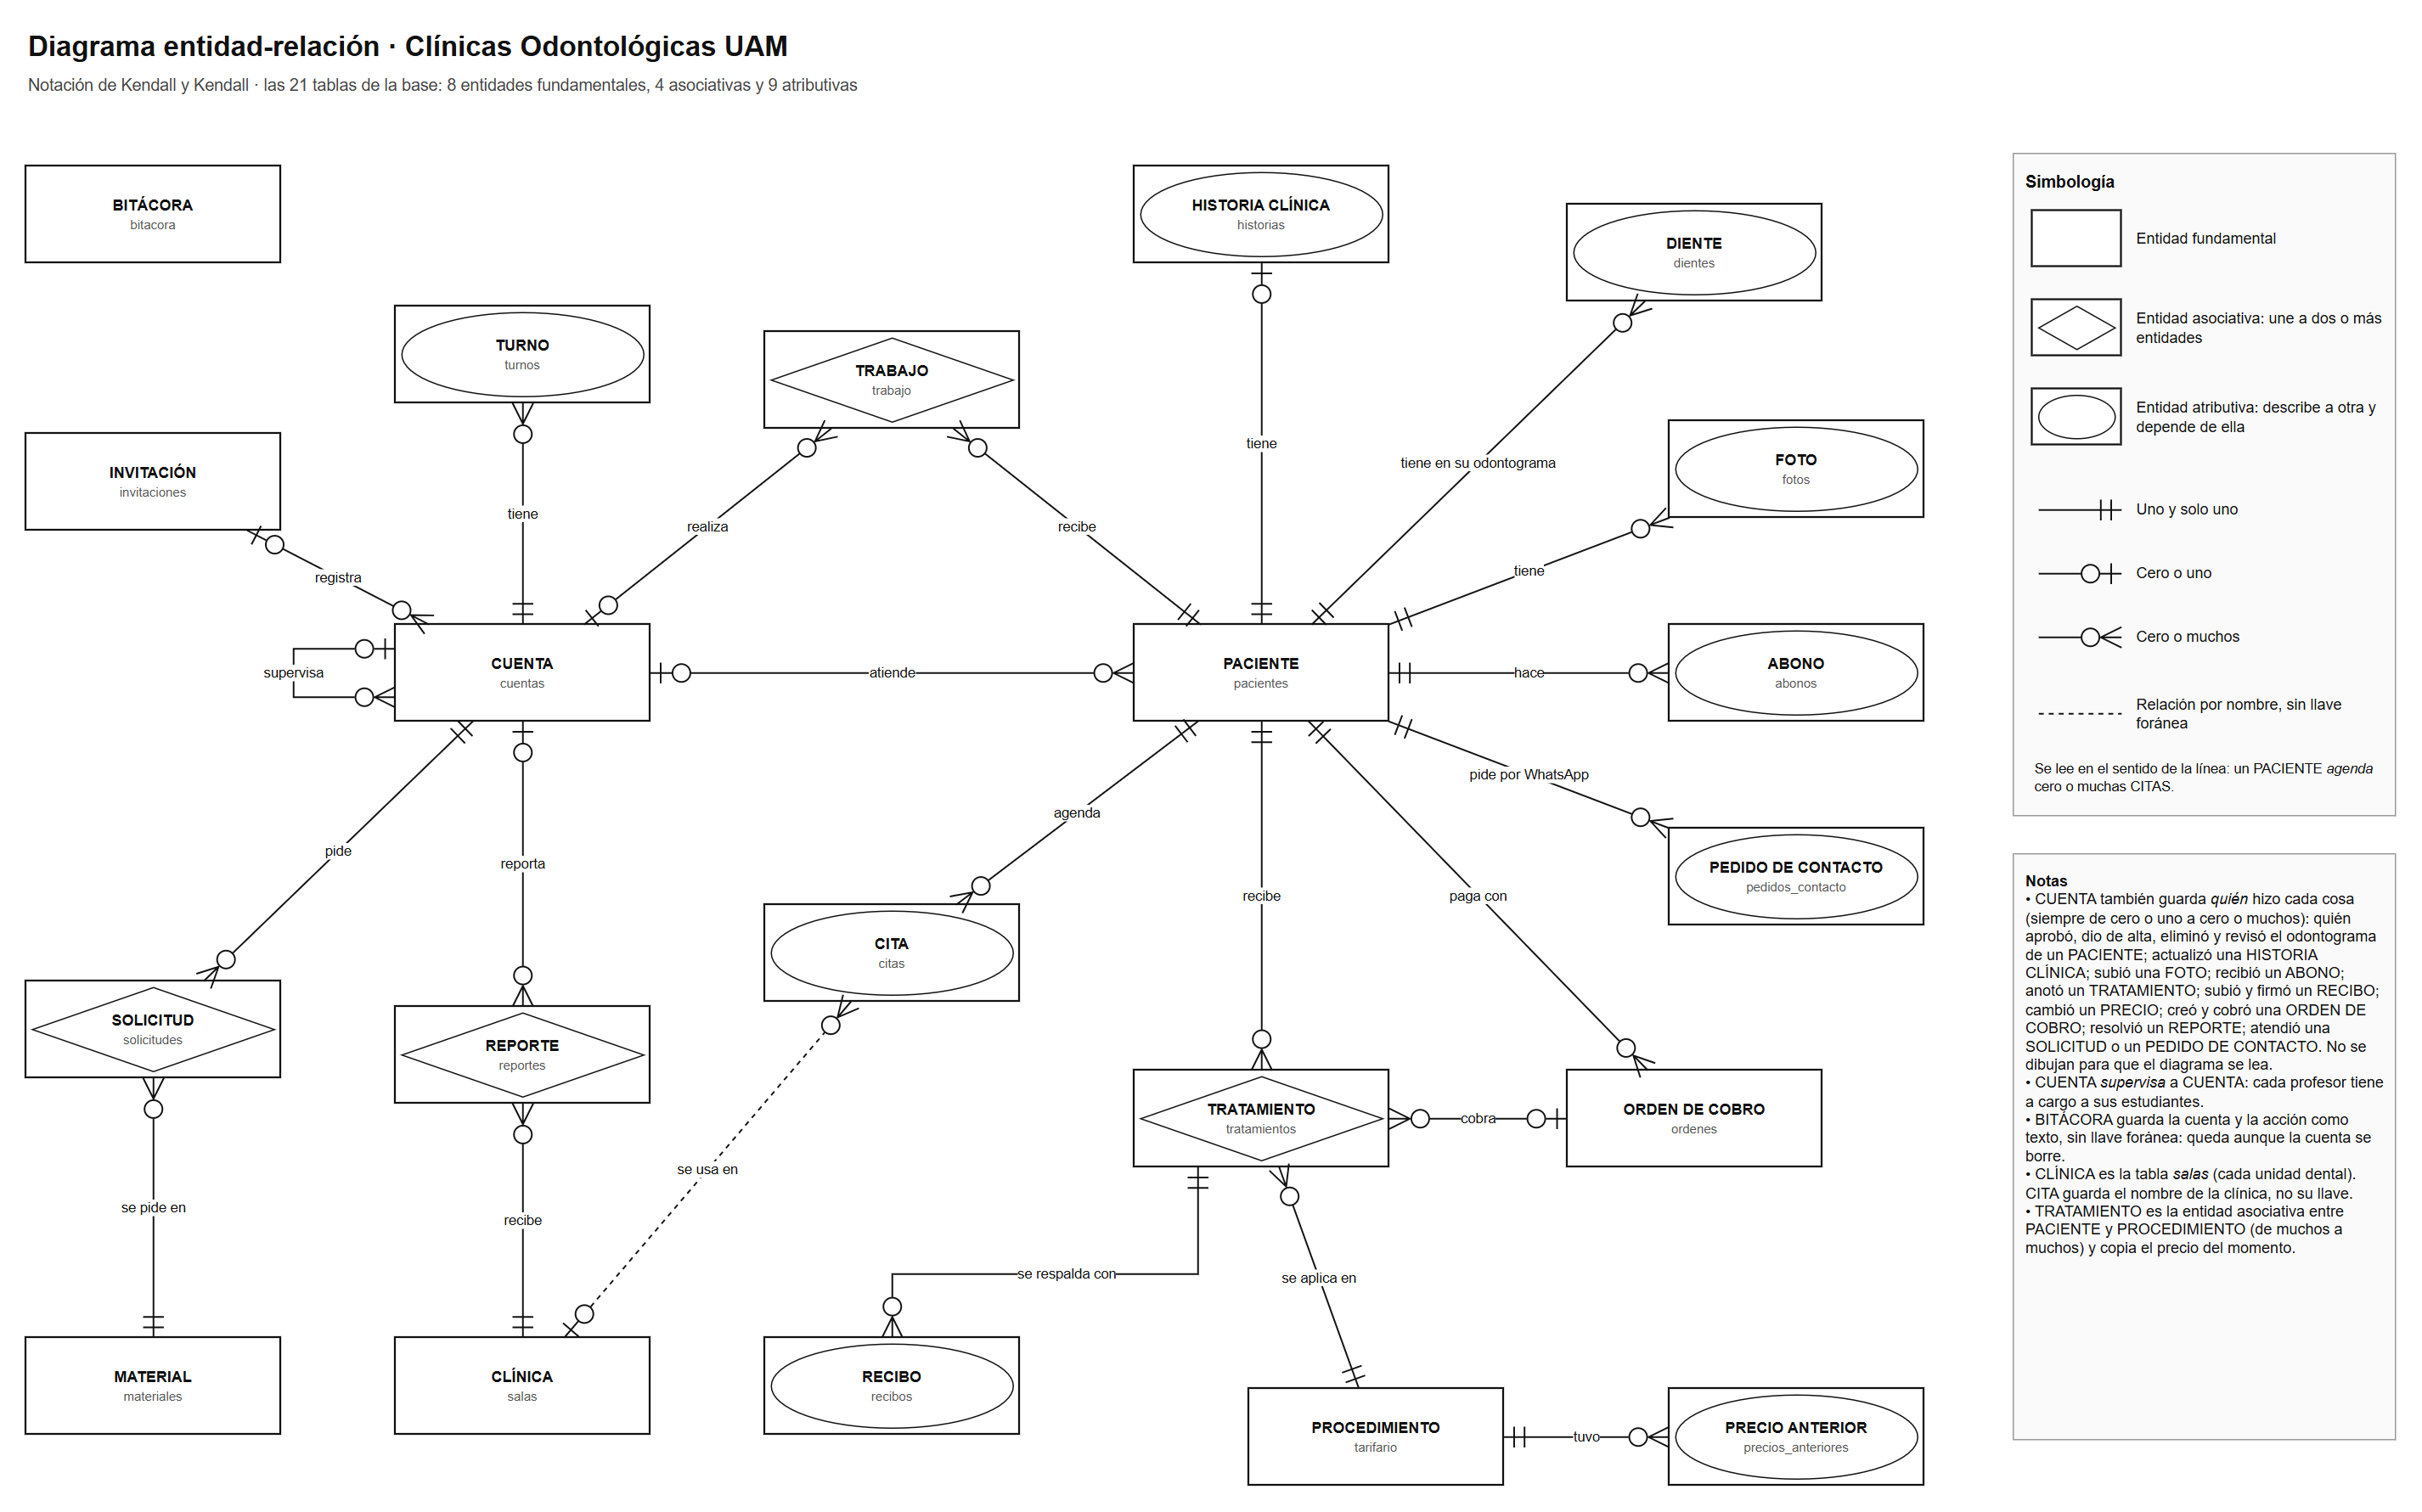 Diagrama entidad-relación · Clínicas Odontológicas UAM
Notación de Kendall y Kendall · las 21 tablas de la base: 8 entidades fundamentales, 4 asociativas y 9 atributivas
BITÁCORA
bitacora
HISTORIA CLÍNICA
historias
DIENTE
dientes
TURNO
turnos
TRABAJO
trabajo
INVITACIÓN
invitaciones
FOTO
fotos
tiene
tiene en su odontograma
tiene
realiza
recibe
registra
tiene
supervisa
CUENTA
cuentas
atiende
PACIENTE
pacientes
hace
ABONO
abonos
pide por WhatsApp
agenda
pide
reporta
recibe
paga con
PEDIDO DE CONTACTO
pedidos_contacto
CITA
citas
SOLICITUD
solicitudes
REPORTE
reportes
TRATAMIENTO
tratamientos
cobra
ORDEN DE COBRO
ordenes
se usa en
se pide en
recibe
se respalda con
se aplica en
MATERIAL
materiales
CLÍNICA
salas
RECIBO
recibos
PROCEDIMIENTO
tarifario
tuvo
PRECIO ANTERIOR
precios_anteriores
Simbología
Entidad fundamental
Entidad asociativa: une a dos o más
entidades
Entidad atributiva: describe a otra y
depende de ella
Uno y solo uno
Cero o uno
Cero o muchos
Relación por nombre, sin llave
foránea
Se lee en el sentido de la línea: un PACIENTE agenda
cero o muchas CITAS.
Notas
• CUENTA también guarda quién hizo cada cosa
(siempre de cero o uno a cero o muchos): quién
aprobó, dio de alta, eliminó y revisó el odontograma
de un PACIENTE; actualizó una HISTORIA
CLÍNICA; subió una FOTO; recibió un ABONO;
anotó un TRATAMIENTO; subió y firmó un RECIBO;
cambió un PRECIO; creó y cobró una ORDEN DE
COBRO; resolvió un REPORTE; atendió una
SOLICITUD o un PEDIDO DE CONTACTO. No se
dibujan para que el diagrama se lea.
• CUENTA supervisa a CUENTA: cada profesor tiene
a cargo a sus estudiantes.
• BITÁCORA guarda la cuenta y la acción como
texto, sin llave foránea: queda aunque la cuenta se
borre.
• CLÍNICA es la tabla salas (cada unidad dental).
CITA guarda el nombre de la clínica, no su llave.
• TRATAMIENTO es la entidad asociativa entre
PACIENTE y PROCEDIMIENTO (de muchos a
muchos) y copia el precio del momento.